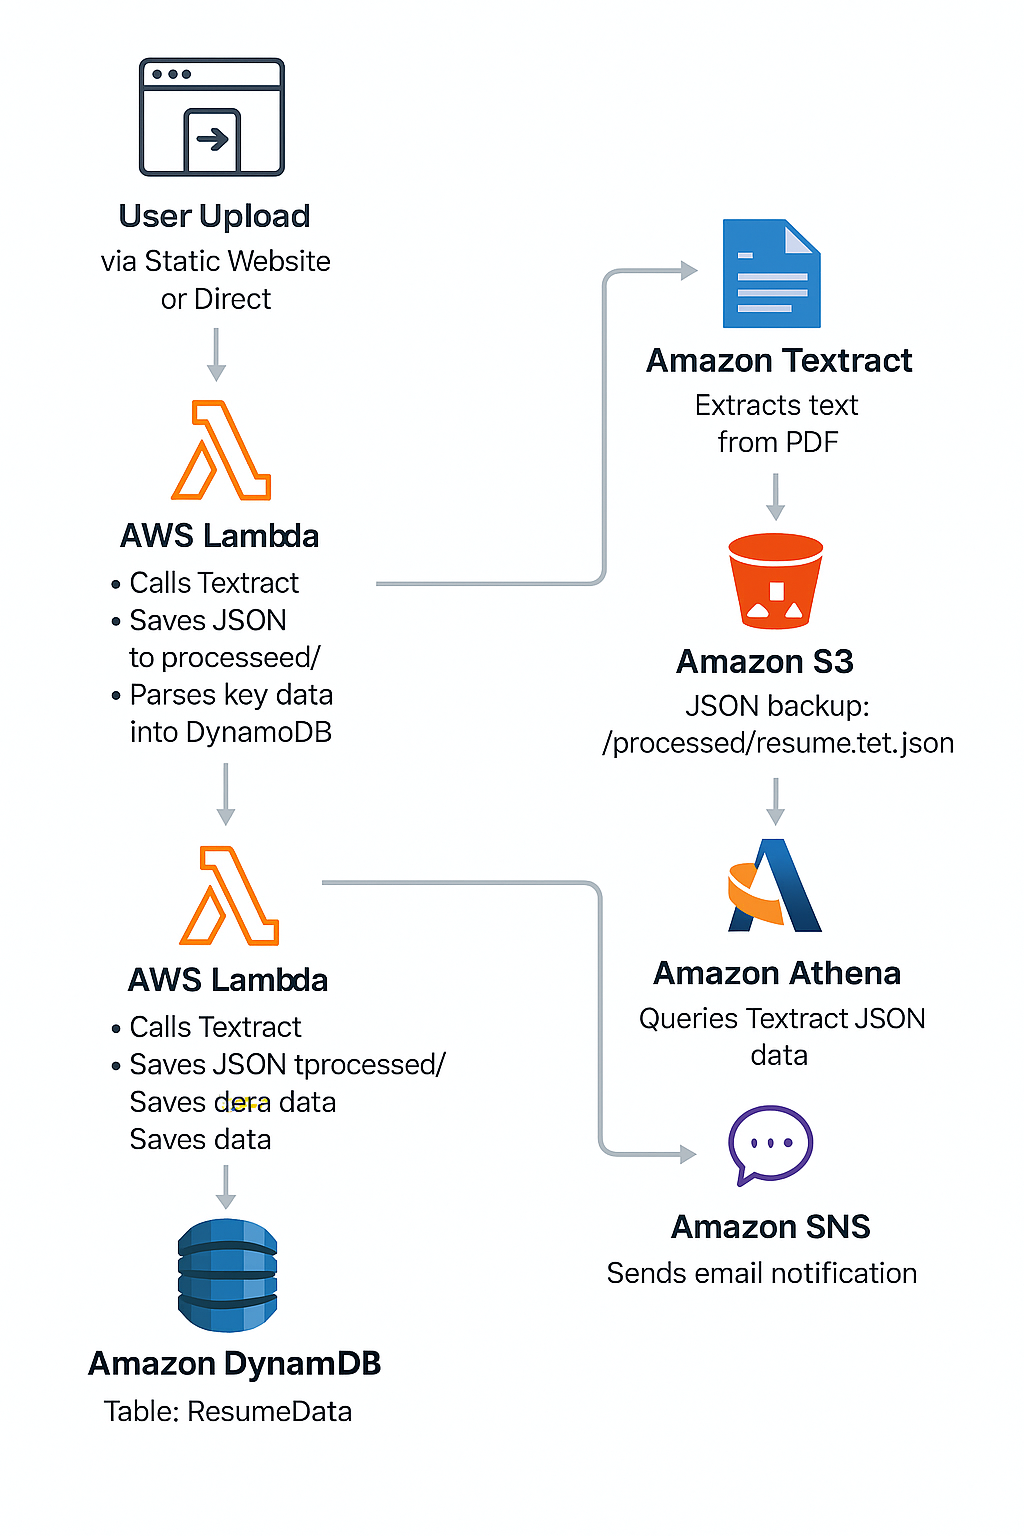 User Upload
via Static Website
or Direct
AWS Lambda
• Calls Textract
• Saves JSON
to processeed/
• Parses key data
into DynamoDB
AWS Lambda
• Calls Textract
• Saves JSON tprocessed/
Saves dera data
Saves data
Amazon DynamDB
Table: ResumeData
Amazon Textract
Extracts text
from PDF
Amazon S3
JSON backup:
/processed/resume.tet.json
Amazon Athena
Queries Textract JSON
data
Amazon SNS
Sends email notification